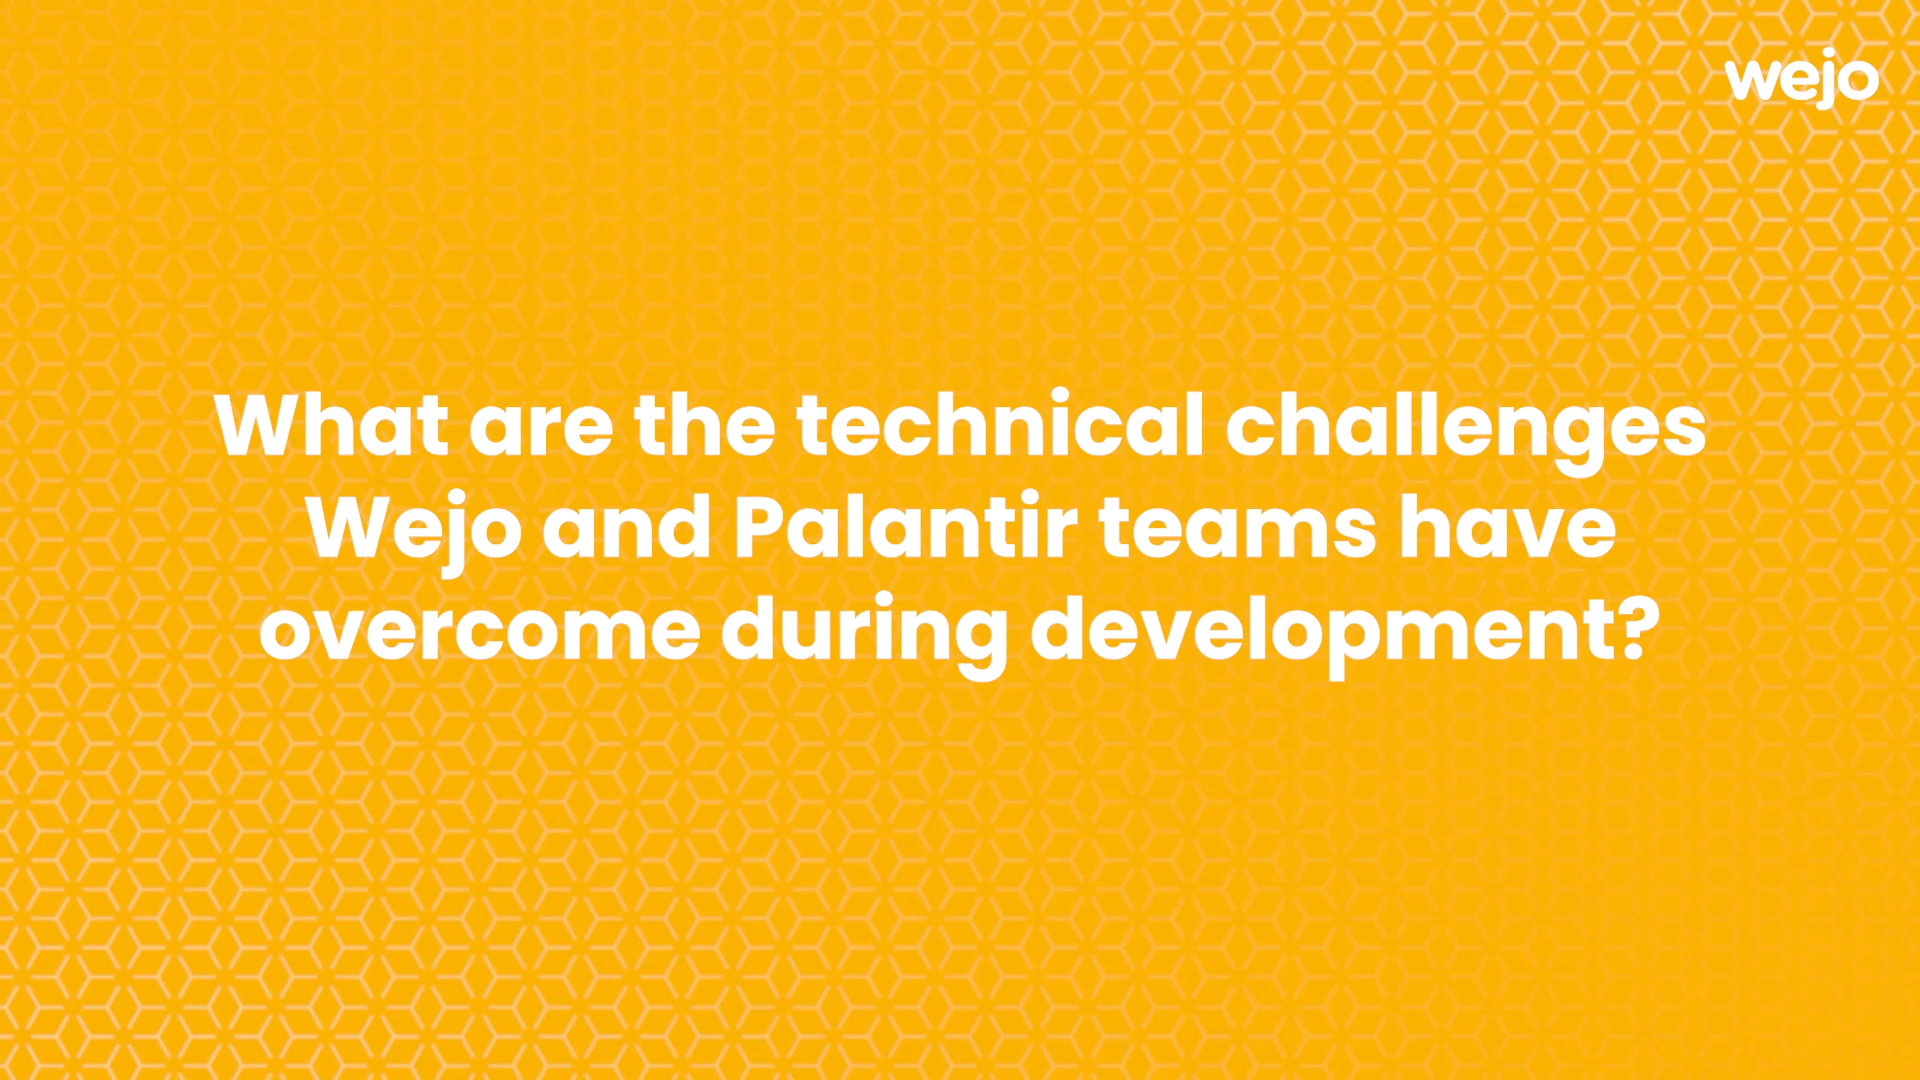 wejo
What are the technical challenges
Wejo and Palantir teams have
overcome during development?